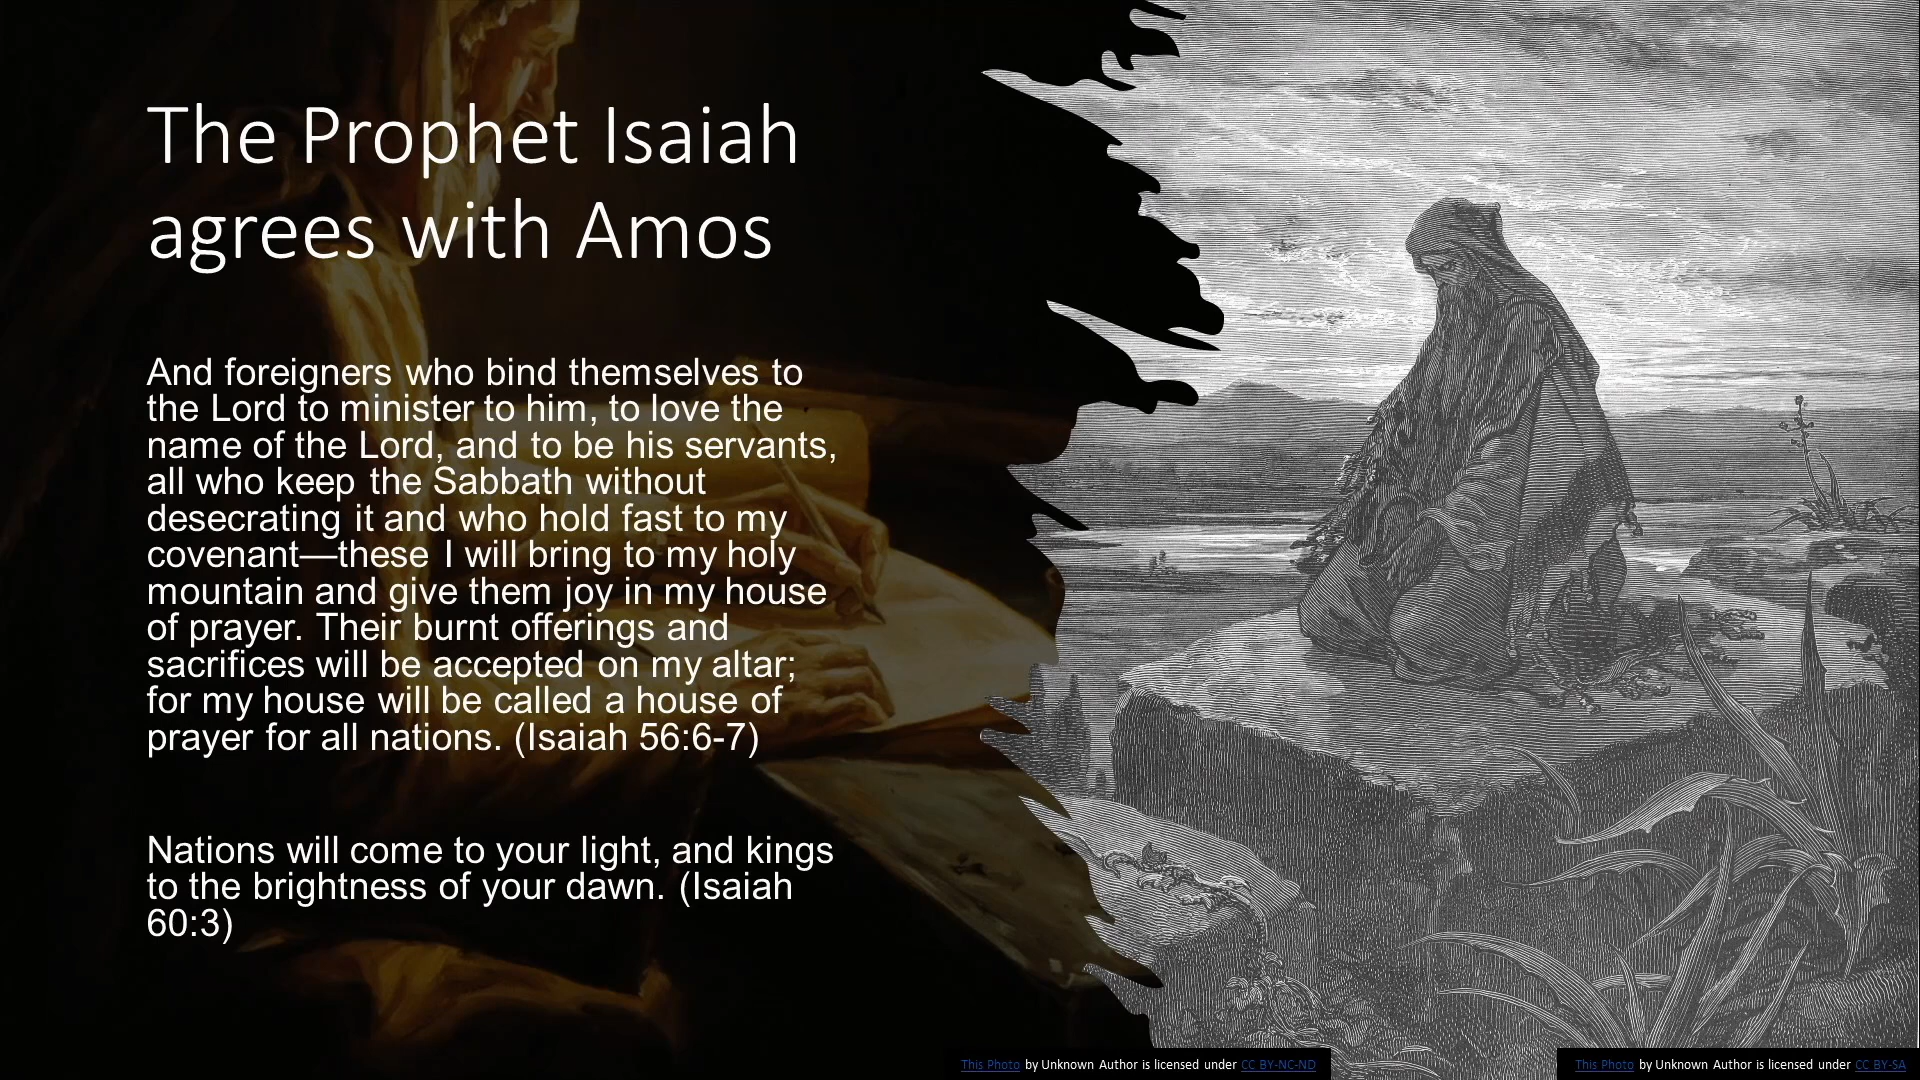 The Prophet Isaiah
agrees with Amos
And foreigners who bind themselves to
the Lord to minister to him, to love the
name of the Lord, and to be his servants,
all who keep the Sabbath without
desecrating it and who hold fast to my
covenant—these I will bring to my holy
mountain and give them joy in my house
of prayer. Their burnt offerings and
sacrifices will be accepted on my altar;
for my house will be called a house of
prayer for all nations. (Isaiah 56:6-7)
Nations will come to your light, and kings
to the brightness of your dawn. (Isaiah
60:3)
This Photo by Unknown Author is licensed under CC BY-NC-ND
This Photo by Unknown Author is licensed under CC BY-SA